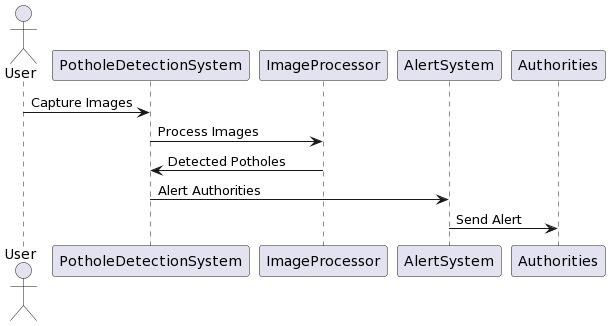 User
PotholeDetectionSystem
ImageProcessor
AlertSystem
Authorities
Capture Images
Process Images
Detected Potholes
Alert Authorities
Send Alert
User
PotholeDetectionSystem
ImageProcessor
AlertSystem
Authorities